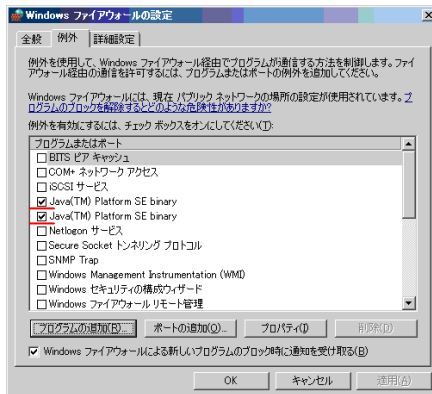 Windows ファイアウォールの設定
全般
例外
詳細設定
例外を使用して、Windows ファイアウォール経由でプログラムが通信する方法を制御します。ファイ
アウォール経由の通信を許可するには、プログラムまたはポートの例外を追加してください。
Windows ファイアウォールには、現在 パブリック ネットワークの場所の設定が使用されています。プ
ログラムのブロックを解除するとどのような危険性がありますか?
例外を有効にするには、チェック ボックスをオンにしてください(T):
プログラムまたはポート
BITS ピア キャッシュ
COM+ ネットワーク アクセス
iSCSI サービス
Java(TM) Platform SE binary
Java(TM) Platform SE binary
Netlogon サービス
Secure Socket トンネリング プロトコル
SNMP Trap
Windows Management Instrumentation (WMI)
Windows セキュリティの構成ウィザード
Windows ファイアウォール リモート管理
プログラムの追加(R)...
ポートの追加(O)...
プロパティ(I)
削除(D)
Windows ファイアウォールによる新しいプログラムのブロック時に通知を受け取る(B)
OK
キャンセル
適用(A)